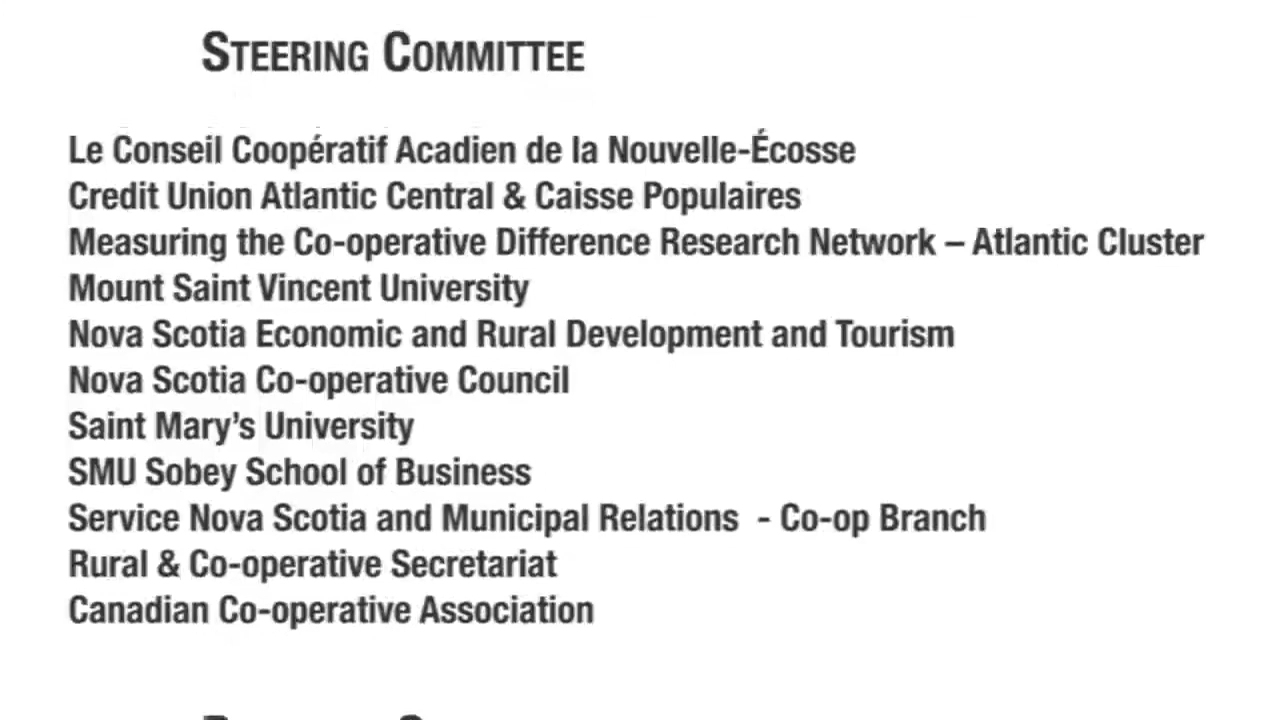 STEERING COMMITTEE
Le Conseil Coopératif Acadien de la Nouvelle-Écosse
Credit Union Atlantic Central & Caisse Populaires
Measuring the Co-operative Difference Research Network – Atlantic Cluster
Mount Saint Vincent University
Nova Scotia Economic and Rural Development and Tourism
Nova Scotia Co-operative Council
Saint Mary’s University
SMU Sobey School of Business
Service Nova Scotia and Municipal Relations  - Co-op Branch
Rural & Co-operative Secretariat
Canadian Co-operative Association